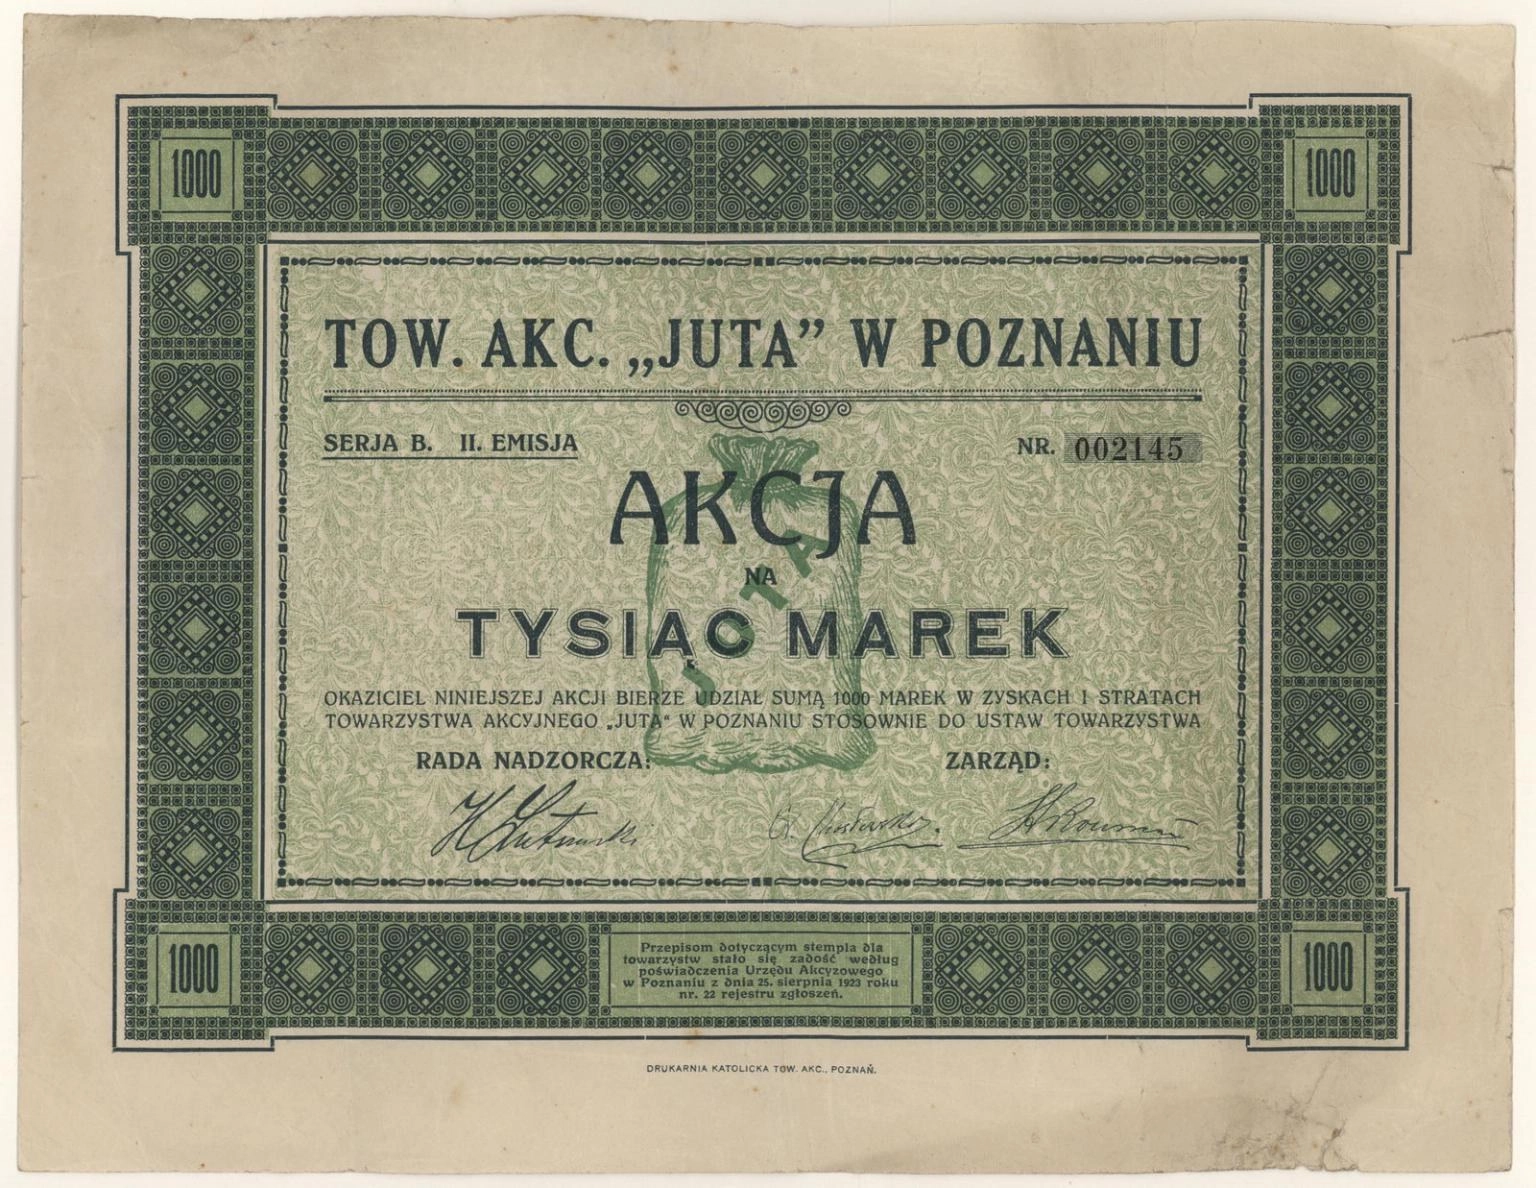 1000
1000
TOW. AKC. „JUTA” W POZNANIU
SERJA B. II. EMISJA
NR. 002145
AKCJA
NA
TYSIĄC MAREK
JUTA
OKAZICIEL NINIEJSZEJ AKCJI BIERZE UDZIAŁ SUMĄ 1000 MAREK W ZYSKACH I STRATACH
TOWARZYSTWA AKCYJNEGO „JUTA“ W POZNANIU STOSOWNIE DO USTAW TOWARZYSTWA
RADA NADZORCZA:
ZARZĄD:
1000
Przepisom dotyczącym stempla dla
towarzystw stało się zadość według
poświadczenia Urzędu Akcyzowego
w Poznaniu z dnia 25. sierpnia 1923 roku
nr. 22 rejestru zgłoszeń.
1000
DRUKARNIA KATOLICKA TOW. AKC., POZNAŃ.